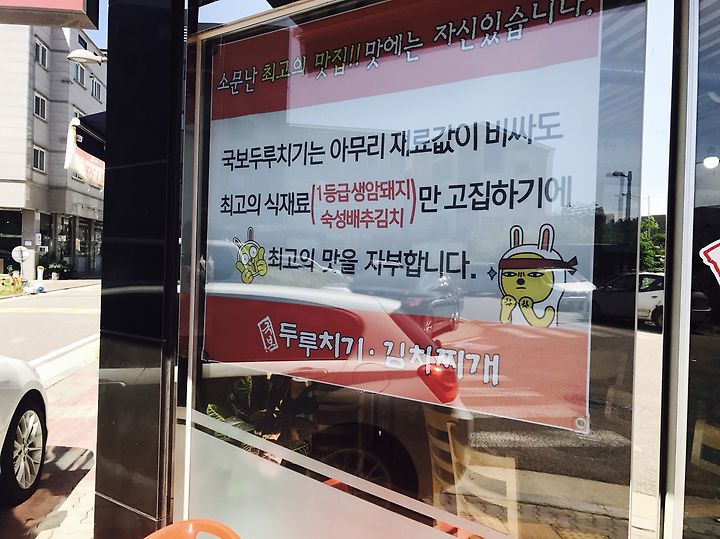 소문난 최고의 맛집!! 맛에는 자신있습니다.
국보두루치기는 아무리 재료값이 비싸도
최고의 식재료(1등급 생암돼지 숙성배추김치)만 고집하기에
최고의 맛을 자부합니다.
국보 두루치기·김치찌개